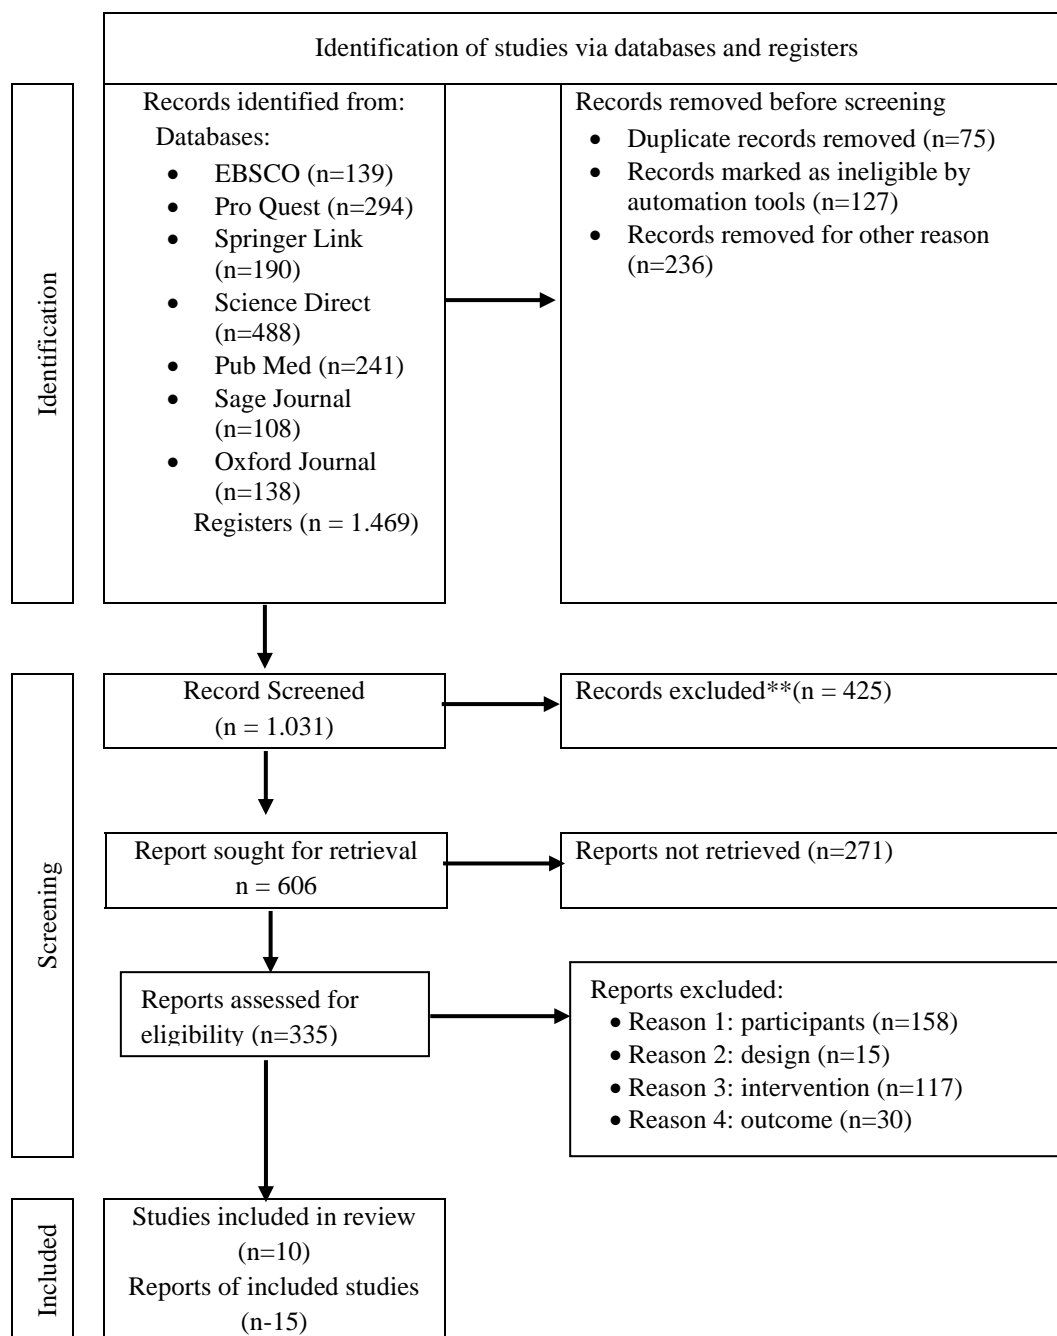 Identification of studies via databases and registers
Identification
Records identified from:
Databases:
• EBSCO (n=139)
• Pro Quest (n=294)
• Springer Link
(n=190)
• Science Direct
(n=488)
• Pub Med (n=241)
• Sage Journal
(n=108)
• Oxford Journal
(n=138)
Registers (n = 1.469)
Records removed before screening
• Duplicate records removed (n=75)
• Records marked as ineligible by
automation tools (n=127)
• Records removed for other reason
(n=236)
Screening
Record Screened
(n = 1.031)
Records excluded**(n = 425)
Report sought for retrieval
n = 606
Reports not retrieved (n=271)
Reports assessed for
eligibility (n=335)
Reports excluded:
• Reason 1: participants (n=158)
• Reason 2: design (n=15)
• Reason 3: intervention (n=117)
• Reason 4: outcome (n=30)
Included
Studies included in review
(n=10)
Reports of included studies
(n-15)